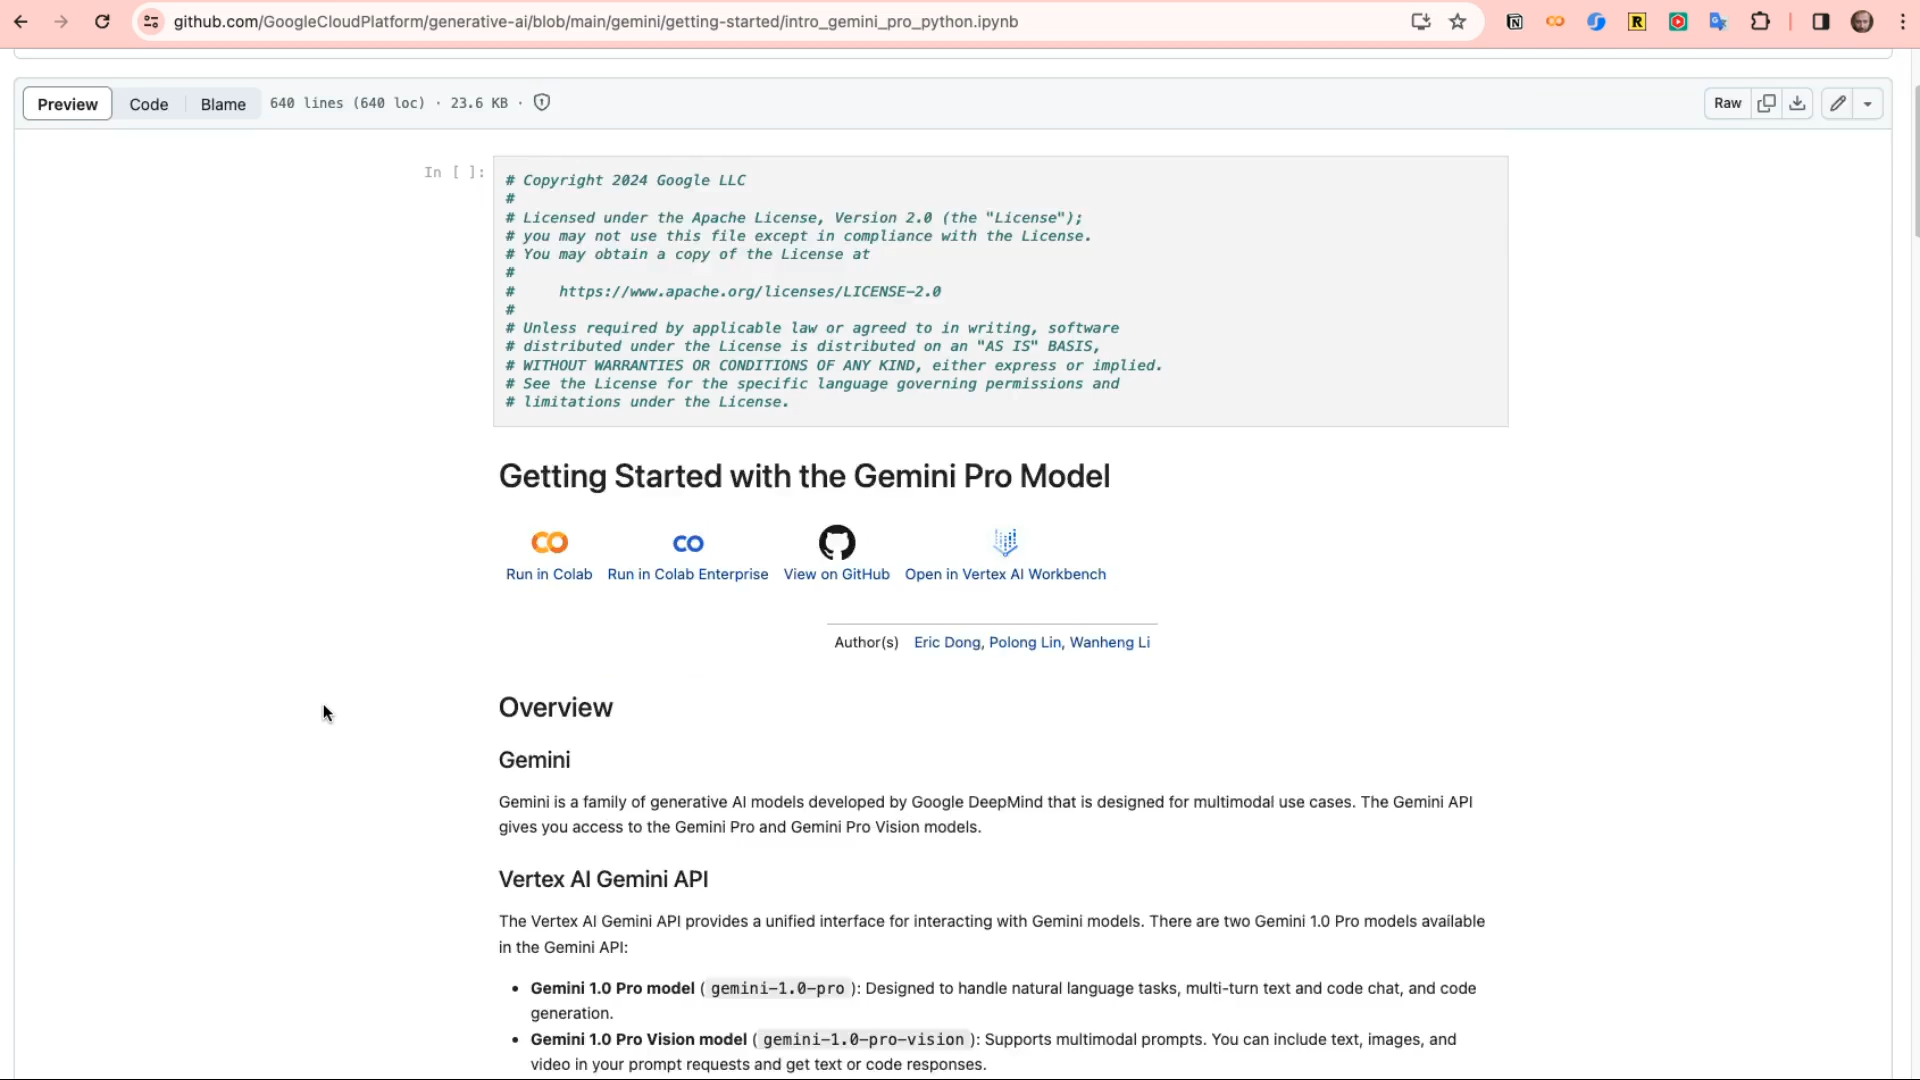 github.com/GoogleCloudPlatform/generative-ai/blob/main/gemini/getting-started/intro_gemini_pro_python.ipynb
Preview Code Blame 640 lines (640 loc) · 23.6 KB · Raw
In [ ]:
# Copyright 2024 Google LLC
#
# Licensed under the Apache License, Version 2.0 (the "License");
# you may not use this file except in compliance with the License.
# You may obtain a copy of the License at
#
# https://www.apache.org/licenses/LICENSE-2.0
#
# Unless required by applicable law or agreed to in writing, software
# distributed under the License is distributed on an "AS IS" BASIS,
# WITHOUT WARRANTIES OR CONDITIONS OF ANY KIND, either express or implied.
# See the License for the specific language governing permissions and
# limitations under the License.
Getting Started with the Gemini Pro Model
Run in Colab Run in Colab Enterprise View on GitHub Open in Vertex AI Workbench
Author(s) Eric Dong, Polong Lin, Wanheng Li
Overview
Gemini
Gemini is a family of generative AI models developed by Google DeepMind that is designed for multimodal use cases. The Gemini API
gives you access to the Gemini Pro and Gemini Pro Vision models.
Vertex AI Gemini API
The Vertex AI Gemini API provides a unified interface for interacting with Gemini models. There are two Gemini 1.0 Pro models available
in the Gemini API:
• Gemini 1.0 Pro model ( gemini-1.0-pro ): Designed to handle natural language tasks, multi-turn text and code chat, and code
generation.
• Gemini 1.0 Pro Vision model ( gemini-1.0-pro-vision ): Supports multimodal prompts. You can include text, images, and
video in your prompt requests and get text or code responses.